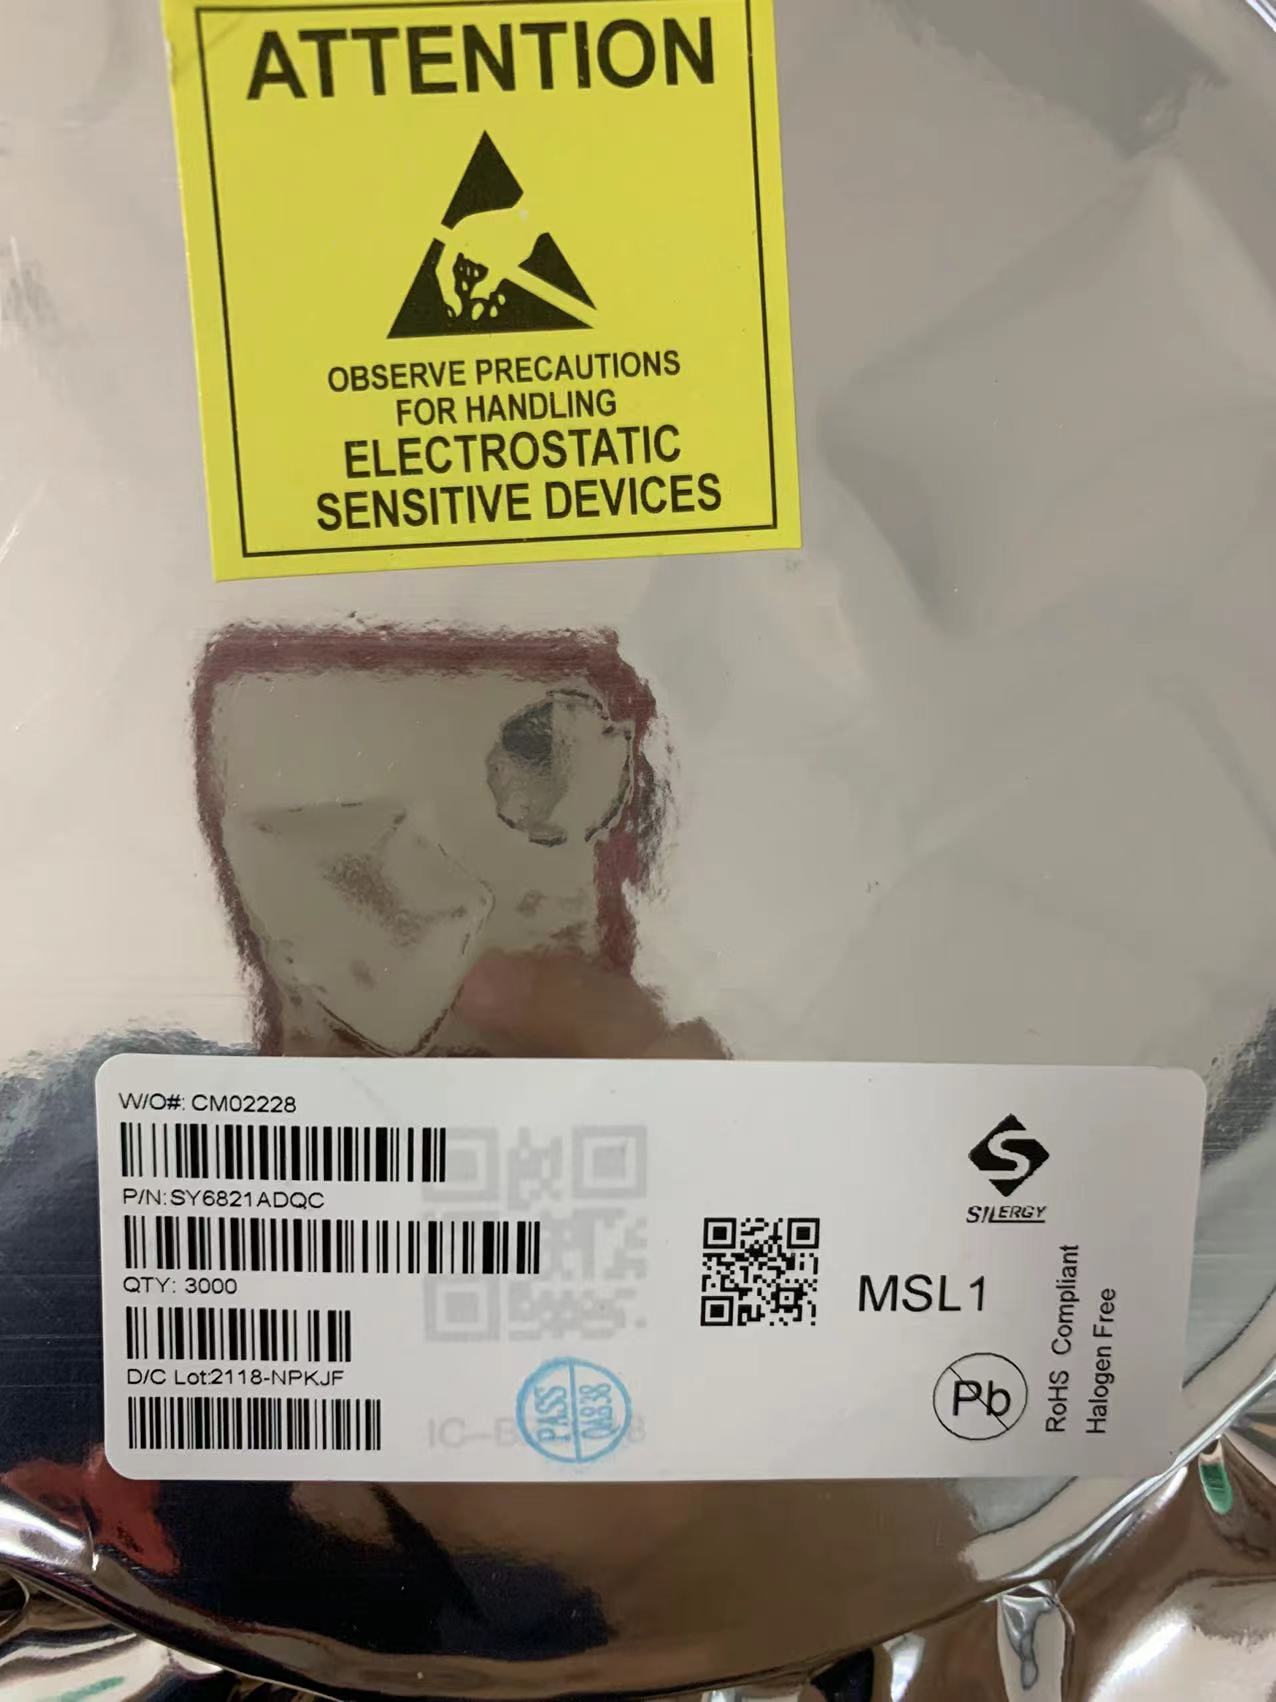 ATTENTION
OBSERVE PRECAUTIONS
FOR HANDLING
ELECTROSTATIC
SENSITIVE DEVICES
W/O#: CM02228
P/N:SY6821ADQC
QTY: 3000
D/C Lot:2118-NPKJF
PASS
QA838
MSL1
SILERGY
Pb
RoHS Compliant
Halogen Free